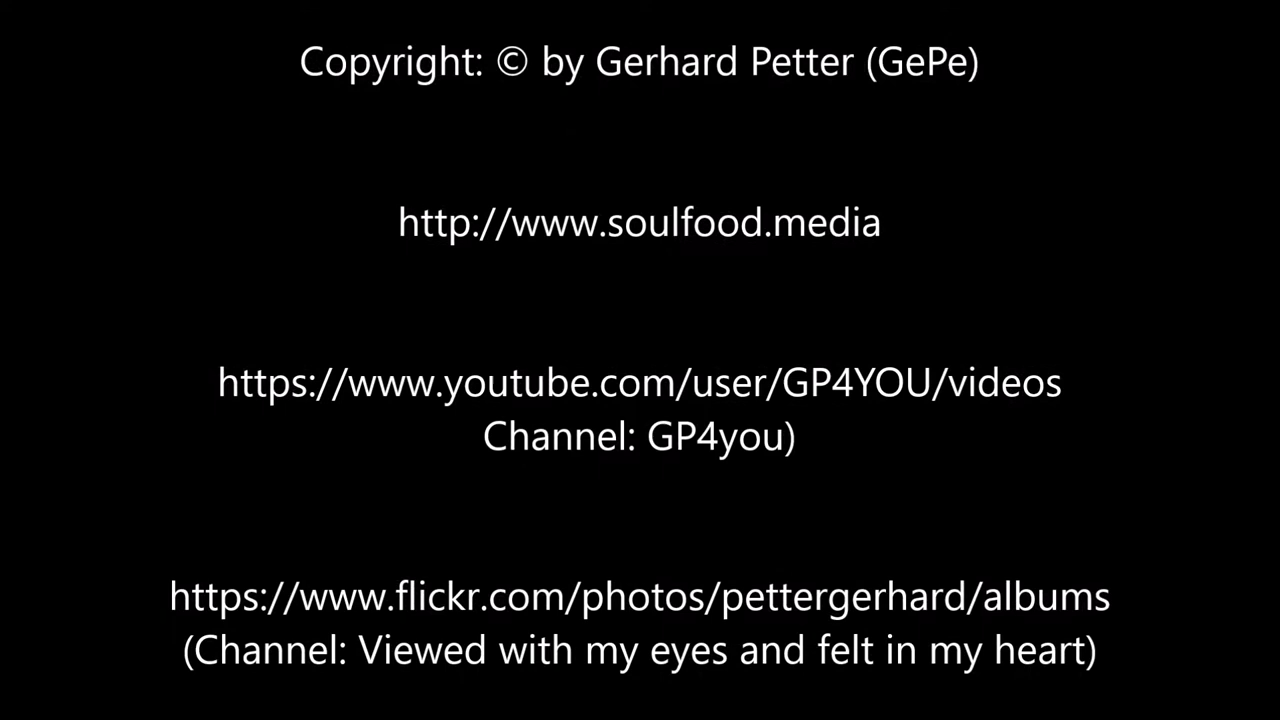 Copyright: © by Gerhard Petter (GePe)
http://www.soulfood.media
https://www.youtube.com/user/GP4YOU/videos
Channel: GP4you)
https://www.flickr.com/photos/pettergerhard/albums
(Channel: Viewed with my eyes and felt in my heart)